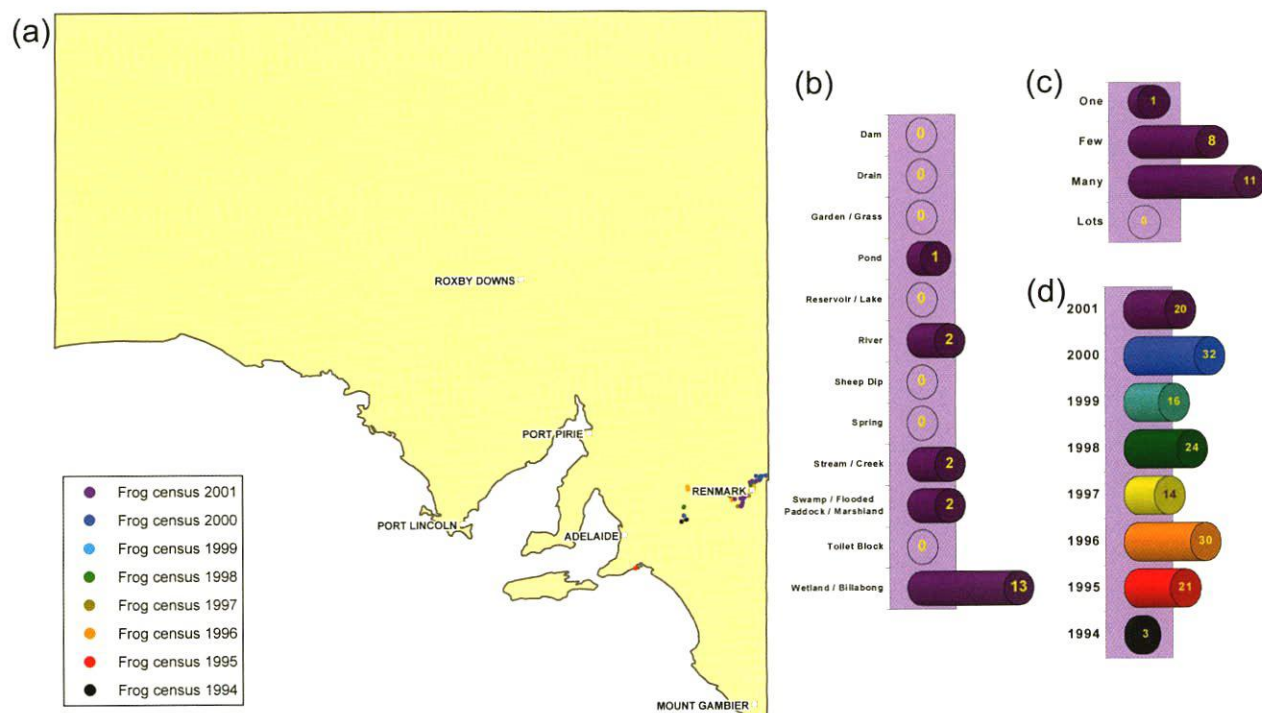 (a)
ROXBY DOWNS
PORT PIRIE
RENMARK
PORT LINCOLN
ADELAIDE
MOUNT GAMBIER
Frog census 2001
Frog census 2000
Frog census 1999
Frog census 1998
Frog census 1997
Frog census 1996
Frog census 1995
Frog census 1994
(b)
Dam 0
Drain 0
Garden / Grass 0
Pond 1
Reservoir / Lake 0
River 2
Sheep Dip 0
Spring 0
Stream / Creek 2
Swamp / Flooded
Paddock / Marshland 2
Toilet Block 0
Wetland / Billabong 13
(c)
One 1
Few 8
Many 11
Lots 0
(d)
2001 20
2000 32
1999 16
1998 24
1997 14
1996 30
1995 21
1994 3